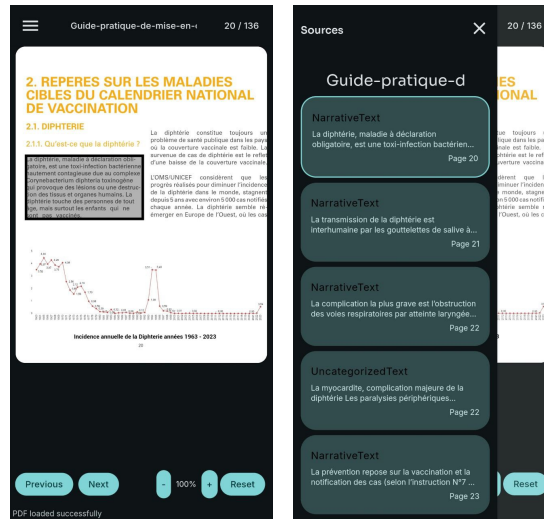 Guide-pratique-de-mise-en-
20 / 136
2. REPERES SUR LES MALADIES
CIBLES DU CALENDRIER NATIONAL
DE VACCINATION
2.1. DIPHTERIE
2.1.1. Qu'est-ce que la diphtérie ?
La diphtérie, maladie à déclaration obli-
gatoire, est une toxi-infection bactérienne
hautement contagieuse due au complexe
Corynebacterium diphteria toxinogène
qui provoque des lésions ou une destruc-
tion des tissus et organes humains. La
diphtérie touche des personnes de tout
âge, mais surtout les enfants qui ne
sont pas vaccinés.
La diphtérie constitue toujours un
problème de santé publique dans les pays
où la couverture vaccinale est faible. La
survenue de cas de diphtérie est le reflet
d'une baisse de la couverture vaccinale.
L'OMS/UNICEF considèrent que les
progrès réalisés pour diminuer l'incidence
de la diphtérie dans le monde, stagnent
depuis 5 ans avec environ 5 000 cas notifiés
chaque année. La diphtérie semble ré-
émerger en Europe de l'Ouest, où les cas
Incidence annuelle de la Diphterie années 1963 - 2023
20
Previous
Next
-
100%
+
Reset
PDF loaded successfully
Sources
20 / 136
Guide-pratique-d
NarrativeText
La diphtérie, maladie à déclaration
obligatoire, est une toxi-infection bactérien...
Page 20
NarrativeText
La transmission de la diphtérie est
interhumaine par les gouttelettes de salive à...
Page 21
NarrativeText
La complication la plus grave est l'obstruction
des voies respiratoires par atteinte laryngée...
Page 22
UncategorizedText
La myocardite, complication majeure de la
diphtérie Les paralysies périphériques...
Page 22
NarrativeText
La prévention repose sur la vaccination et la
notification des cas (selon l'instruction N°7 ...
Page 23
ES
IONAL
Reset